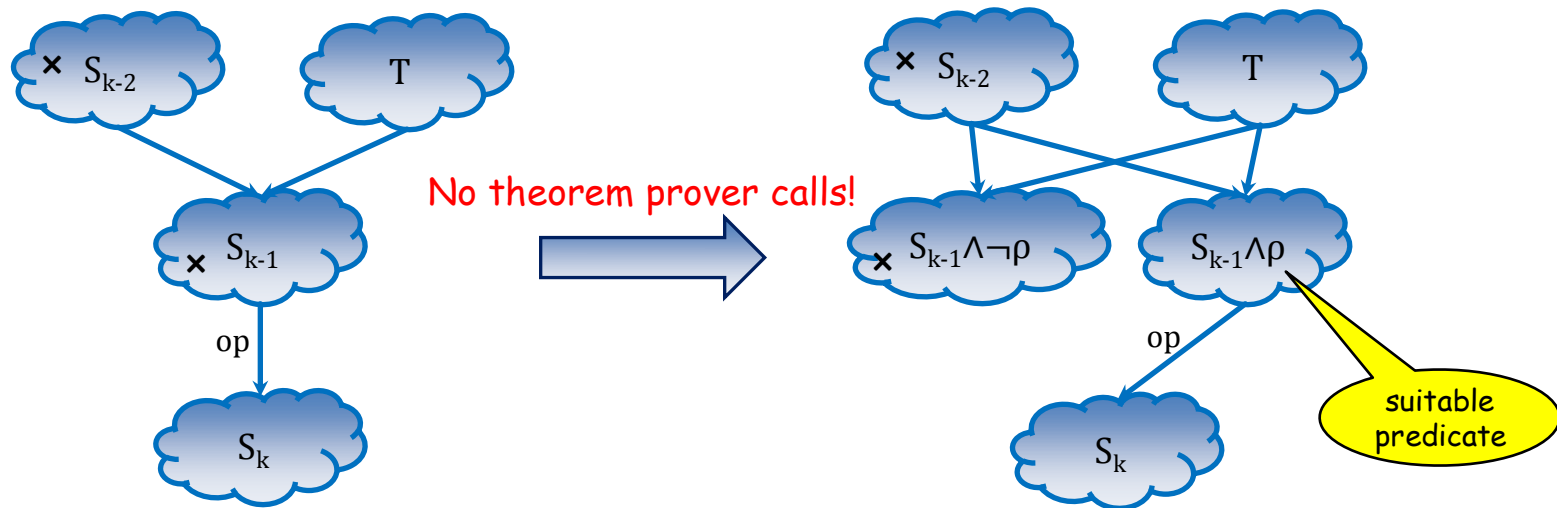 × S_{k-2}
T
× S_{k-1}
op
S_k
No theorem prover calls!
× S_{k-2}
T
× S_{k-1}∧¬ρ
S_{k-1}∧ρ
op
S_k
suitable
predicate